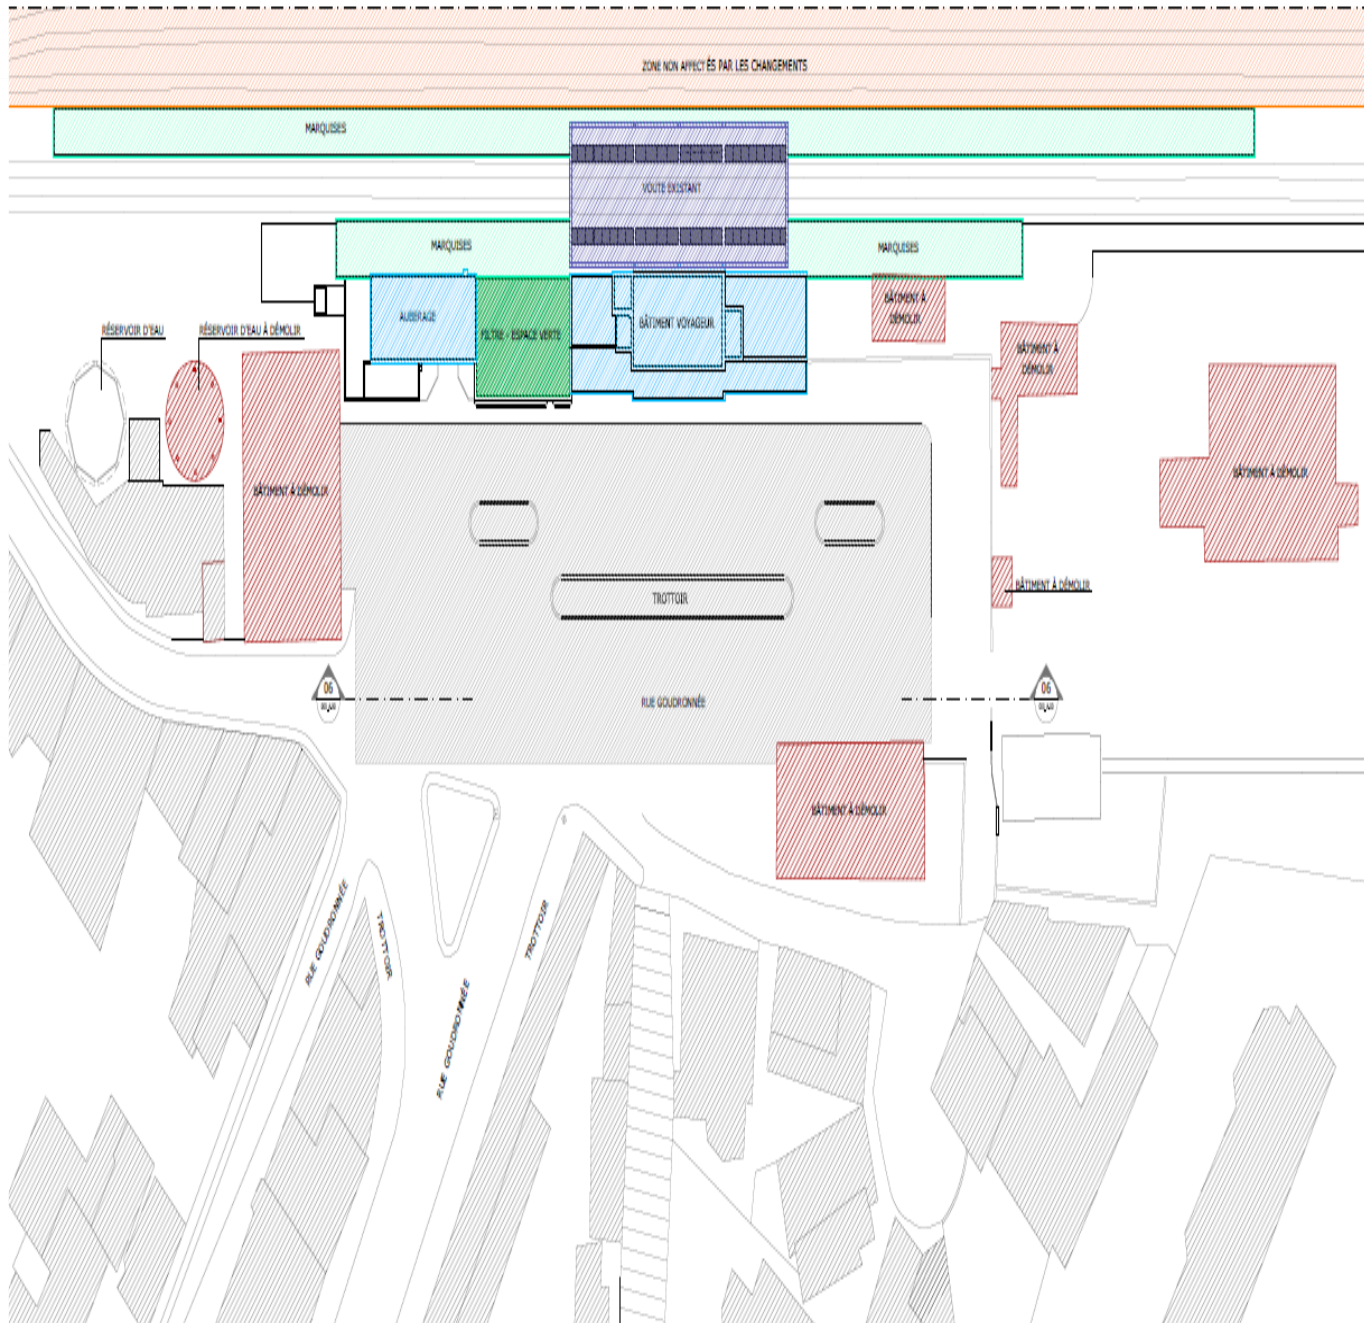 ZONE NON AFFECTÉS PAR LES CHANGEMENTS
MARQUISES
VOUTE EXISTANT
MARQUISES
MARQUISES
AUBERAGE
FILTRE - ESPACE VERTE
BÂTIMENT VOYAGEUR
BÂTIMENT À
DÉMOLIR
RÉSERVOIR D'EAU
RÉSERVOIR D'EAU À DÉMOLIR
BÂTIMENT À
DÉMOLIR
BÂTIMENT À DÉMOLIR
BÂTIMENT À DÉMOLIR
BÂTIMENT À DÉMOLIR
TROTTOIR
06
06
RUE GOUDRONNÉE
BÂTIMENT À DÉMOLIR
RUE GOUDRONNÉE
TROTTOIR
TROTTOIR
RUE GOUDRONNÉE